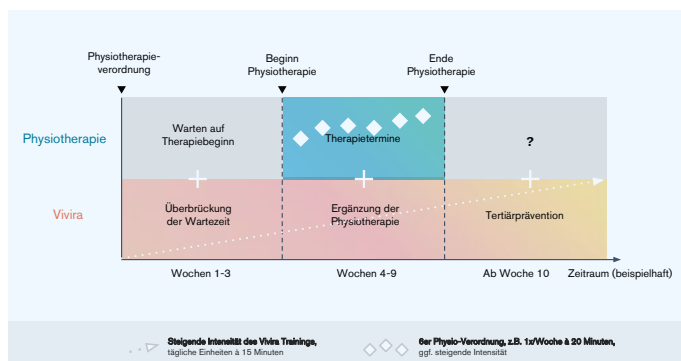 Physiotherapie-
verordnung
Beginn
Physiotherapie
Ende
Physiotherapie
Physiotherapie
Warten auf
Therapiebeginn
Therapietermine
?
Vivira
Überbrückung
der Wartezeit
Ergänzung der
Physiotherapie
Tertiärprävention
Wochen 1-3
Wochen 4-9
Ab Woche 10
Zeitraum (beispielhaft)
Steigende Intensität des Vivira Trainings,
tägliche Einheiten à 15 Minuten
6er Physio-Verordnung, z.B. 1x/Woche à 20 Minuten,
ggf. steigende Intensität